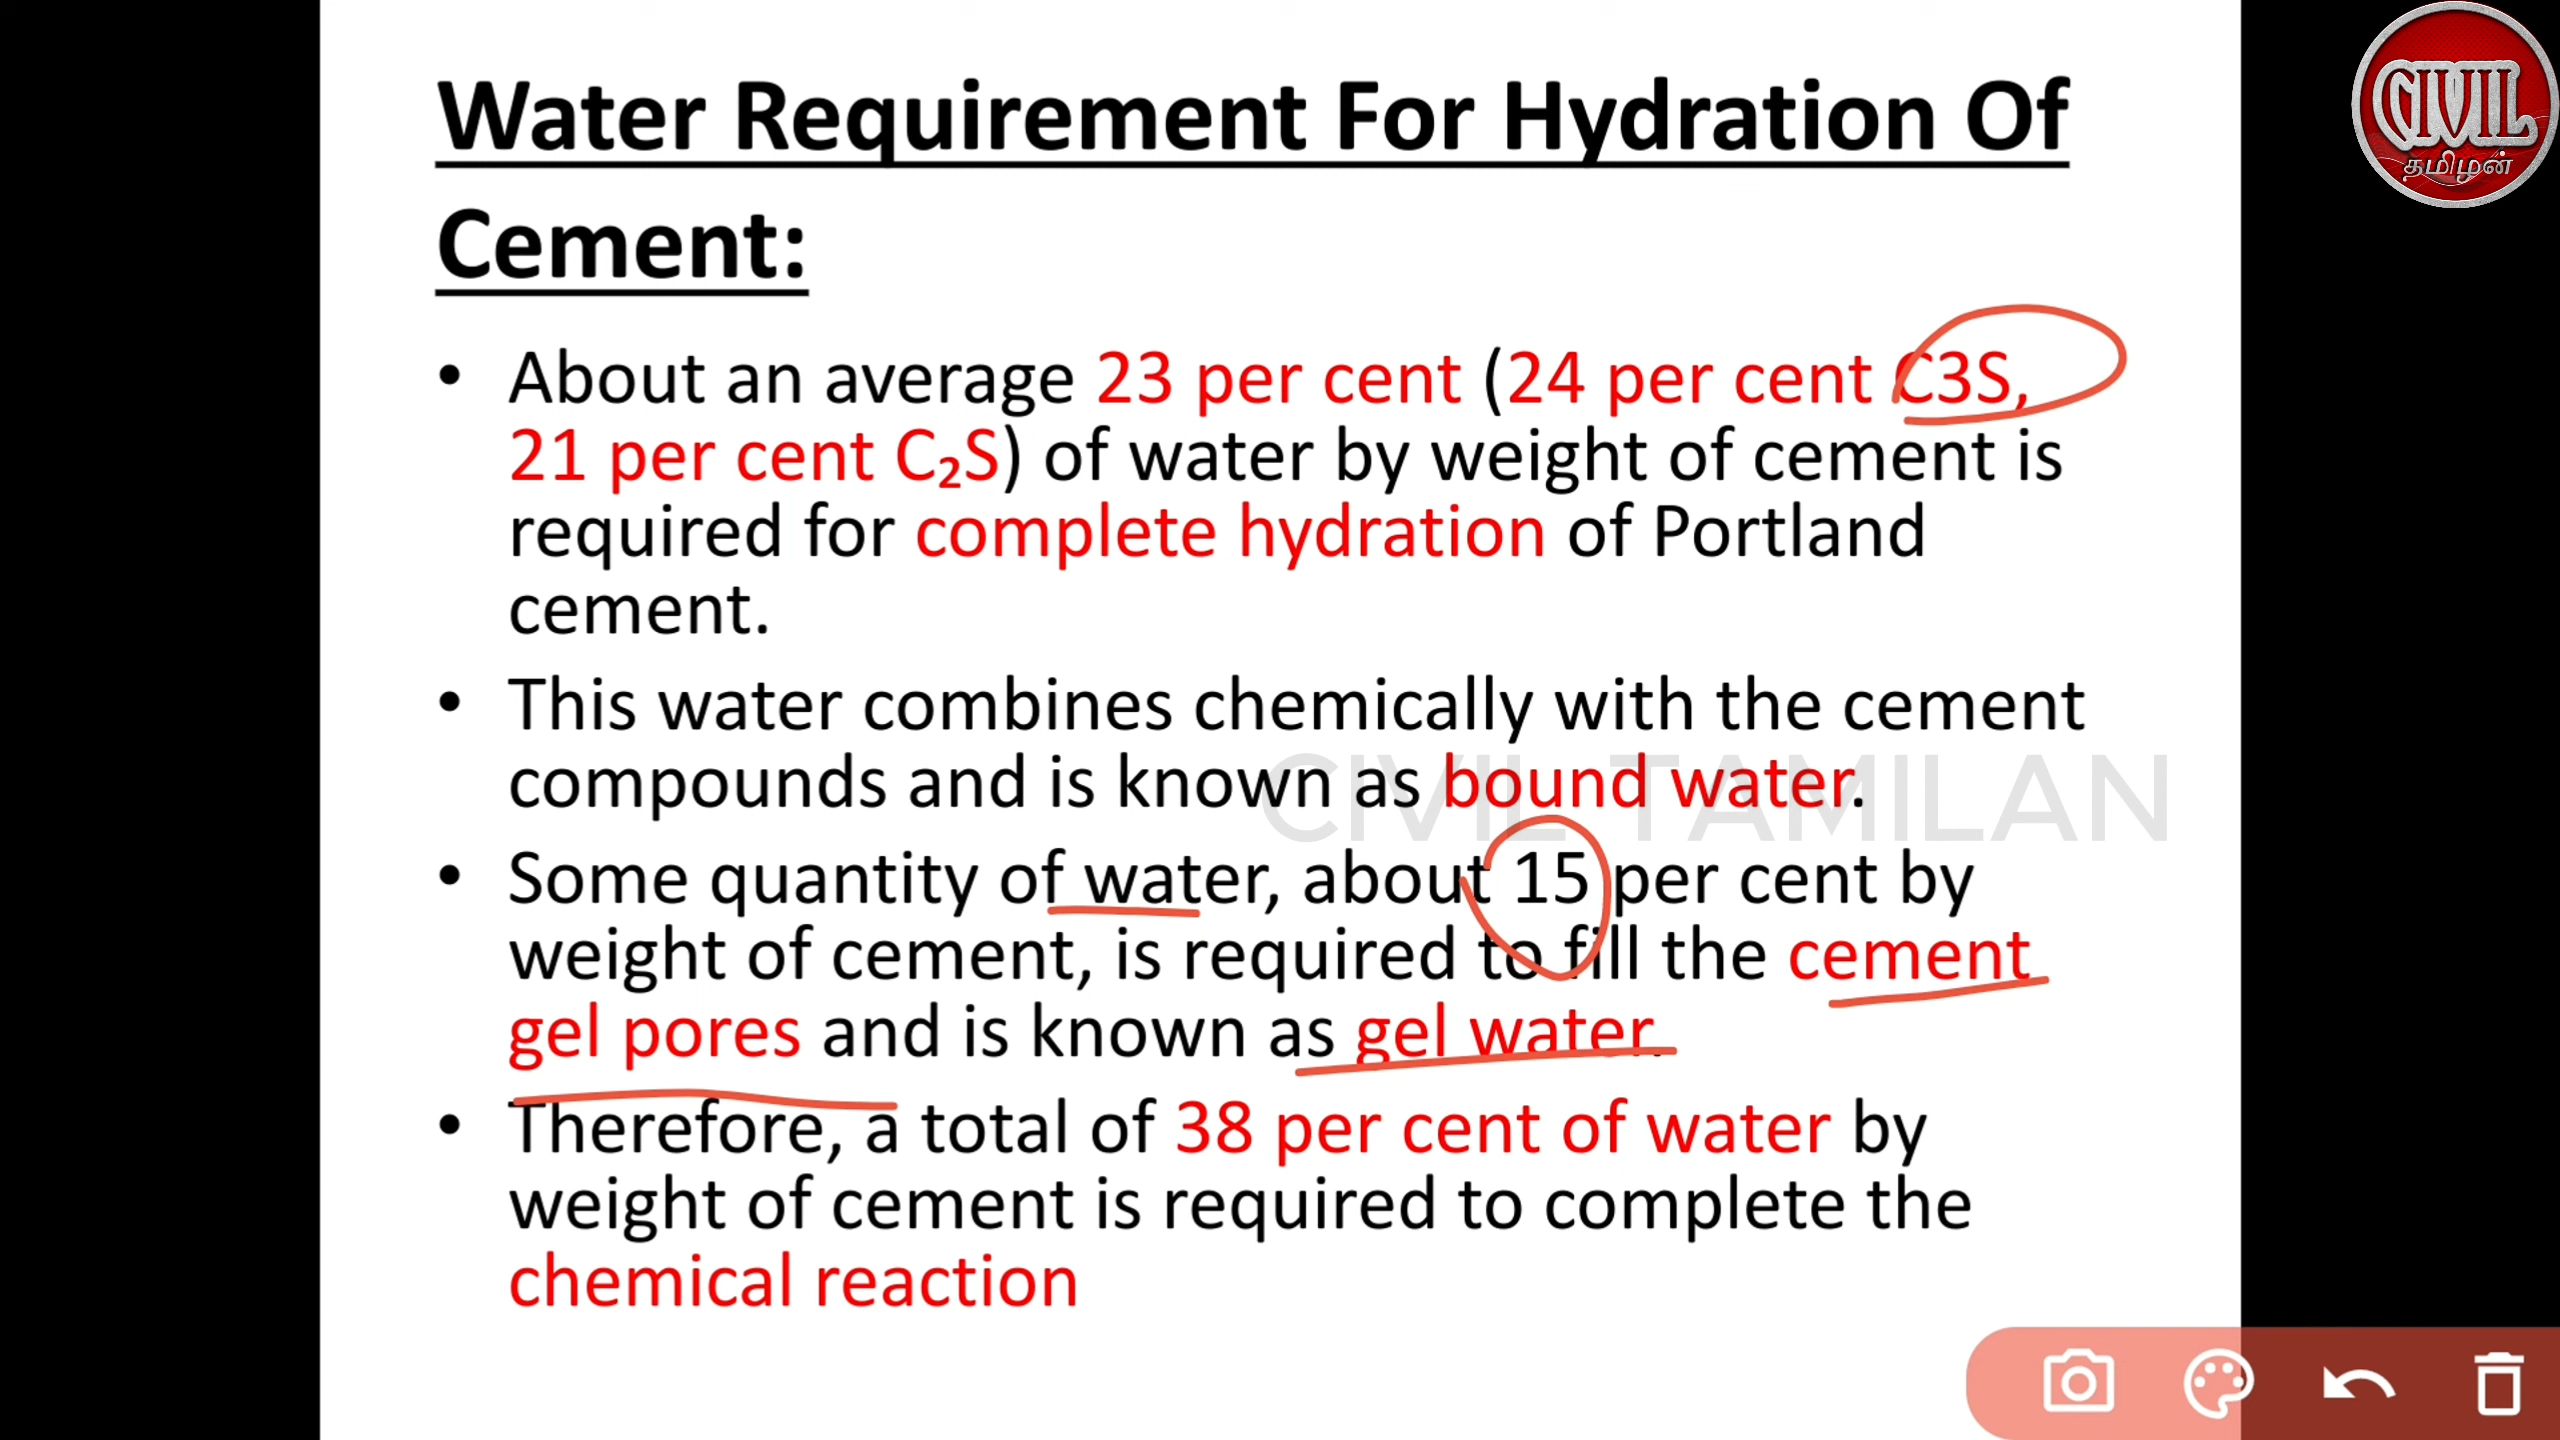 CIVIL
தமிழன்
Water Requirement For Hydration Of
Cement:
• About an average 23 per cent (24 per cent C3S,
21 per cent C₂S) of water by weight of cement is
required for complete hydration of Portland
cement.
• This water combines chemically with the cement
compounds and is known as bound water.
CIVIL TAMILAN
• Some quantity of water, about 15 per cent by
weight of cement, is required to fill the cement
gel pores and is known as gel water.
• Therefore, a total of 38 per cent of water by
weight of cement is required to complete the
chemical reaction